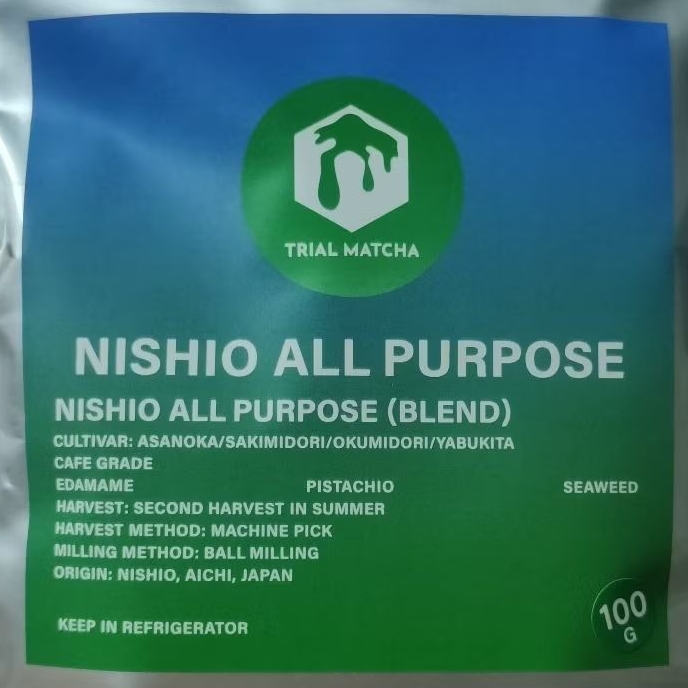 TRIAL MATCHA
NISHIO ALL PURPOSE
NISHIO ALL PURPOSE (BLEND)
CULTIVAR: ASANOKA/SAKIMIDORI/OKUMIDORI/YABUKITA
CAFE GRADE
EDAMAME PISTACHIO SEAWEED
HARVEST: SECOND HARVEST IN SUMMER
HARVEST METHOD: MACHINE PICK
MILLING METHOD: BALL MILLING
ORIGIN: NISHIO, AICHI, JAPAN
KEEP IN REFRIGERATOR
100
G